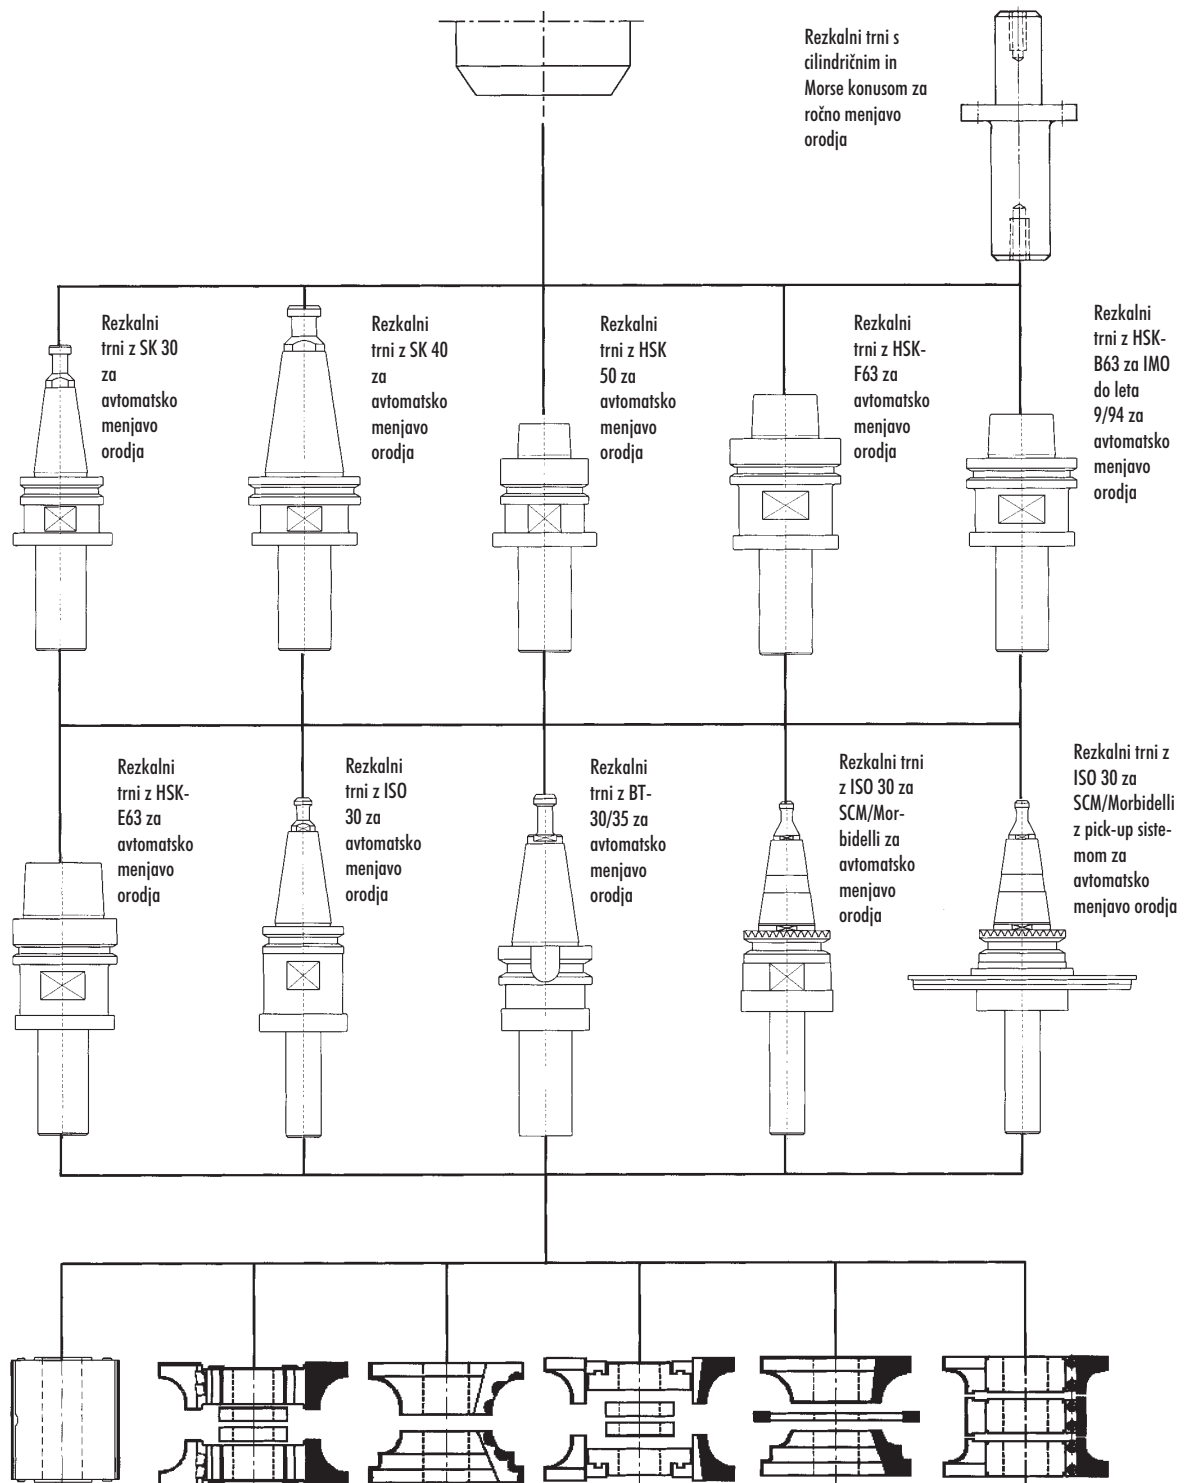 Rezkalni trni s
cilindričnim in
Morse konusom za
ročno menjavo
orodja
Rezkalni
trni z SK 30
za
avtomatsko
menjavo
orodja
Rezkalni
trni z SK 40
za
avtomatsko
menjavo
orodja
Rezkalni
trni z HSK
50 za
avtomatsko
menjavo
orodja
Rezkalni
trni z HSK-
F63 za
avtomatsko
menjavo
orodja
Rezkalni
trni z HSK-
B63 za IMO
do leta
9/94 za
avtomatsko
menjavo
orodja
Rezkalni
trni z HSK-
E63 za
avtomatsko
menjavo
orodja
Rezkalni
trni z ISO
30 za
avtomatsko
menjavo
orodja
Rezkalni
trni z BT-
30/35 za
avtomatsko
menjavo
orodja
Rezkalni trni
z ISO 30 za
SCM/Mor-
bidelli za
avtomatsko
menjavo
orodja
Rezkalni trni z
ISO 30 za
SCM/Morbidelli
z pick-up siste-
mom za
avtomatsko
menjavo orodja